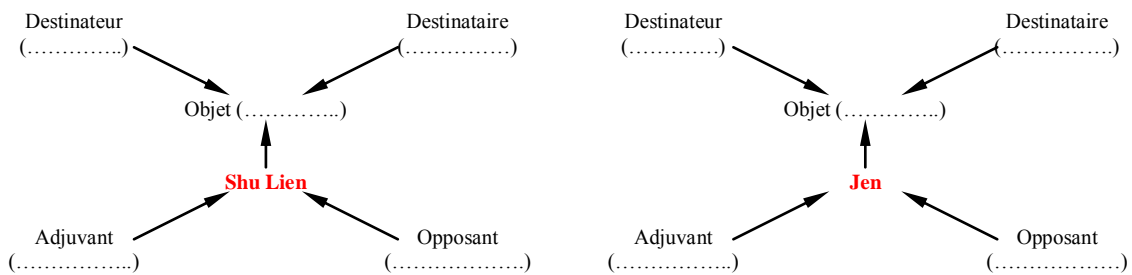 Destinateur
(…………..)
Destinataire
(……………)
Objet (…………..)
Shu Lien
Adjuvant
(……………..)
Opposant
(……………….)
Destinateur
(…………..)
Destinataire
(…………….)
Objet (…………..)
Jen
Adjuvant
(……………..)
Opposant
(………………)